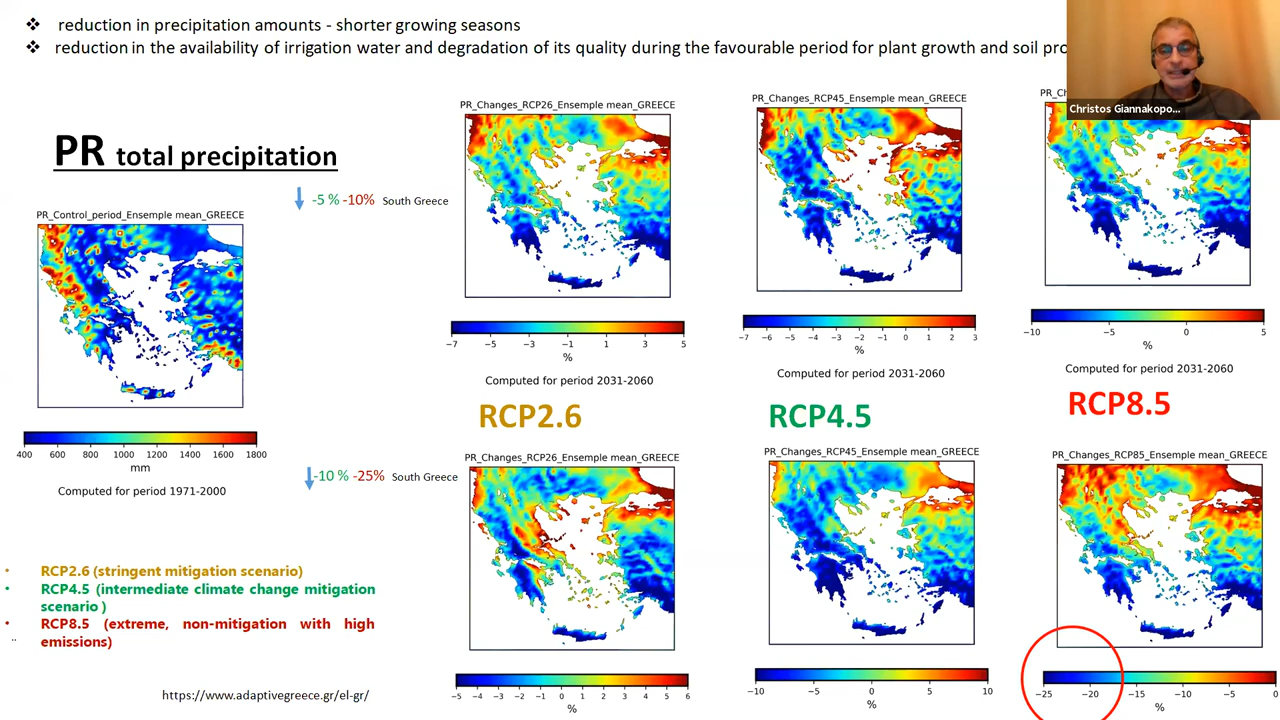 ❖ reduction in precipitation amounts - shorter growing seasons
❖ reduction in the availability of irrigation water and degradation of its quality during the favourable period for plant growth and soil
Christos Giannakopo...
PR total precipitation
-5 % -10% South Greece
PR_Control_period_Ensemple mean_GREECE
400 600 800 1000 1200 1400 1600 1800
mm
Computed for period 1971-2000
PR_Changes_RCP26_Ensemple mean_GREECE
−7 −5 −3 −1 1 3 5
%
Computed for period 2031-2060
RCP2.6
PR_Changes_RCP45_Ensemple mean_GREECE
−7 −6 −5 −4 −3 −2 −1 0 1 2 3
%
Computed for period 2031-2060
RCP4.5
−10 −5 0 5
%
Computed for period 2031-2060
RCP8.5
-10 % -25% South Greece
PR_Changes_RCP26_Ensemple mean_GREECE
−5 −4 −3 −2 −1 0 1 2 3 4 5 6
%
PR_Changes_RCP45_Ensemple mean_GREECE
−10 −5 0 5 10
%
PR_Changes_RCP85_Ensemple mean_GREECE
−25 −20 −15 −10 −5 0
%
• RCP2.6 (stringent mitigation scenario)
• RCP4.5 (intermediate climate change mitigation
scenario )
• RCP8.5 (extreme, non-mitigation with high
emissions)
https://www.adaptivegreece.gr/el-gr/